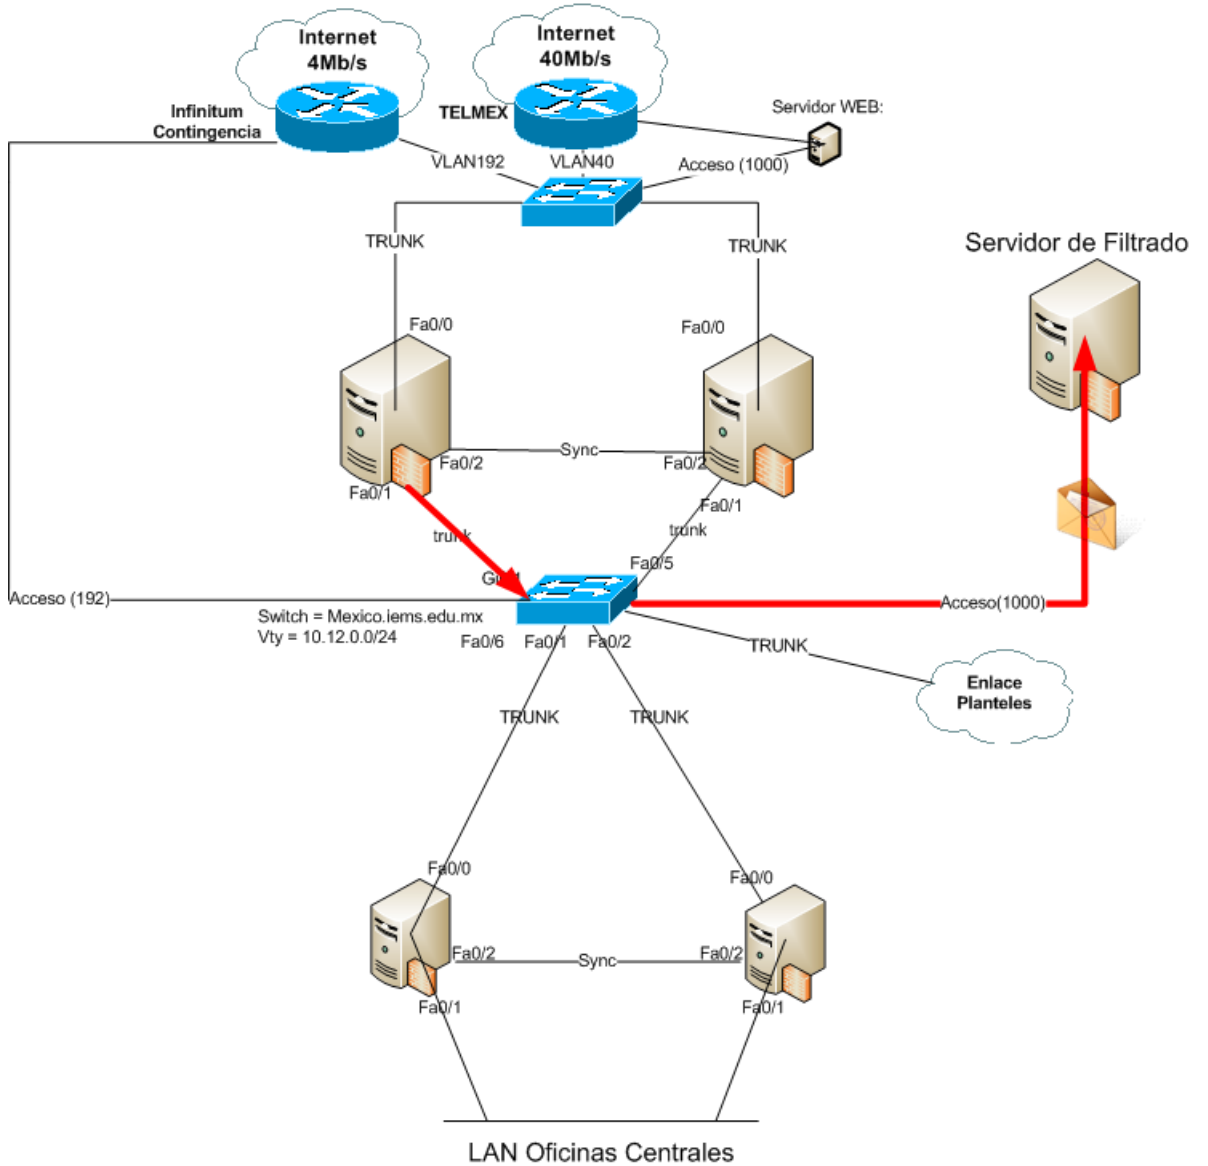 Internet
4Mb/s
Internet
40Mb/s
Infinitum
Contingencia
TELMEX
Servidor WEB:
VLAN192
VLAN40
Acceso (1000)
TRUNK
TRUNK
Servidor de Filtrado
Fa0/0
Fa0/0
Sync
Fa0/2
Fa0/2
Fa0/1
Fa0/1
trunk
trunk
Fa0/5
Acceso (192)
Acceso(1000)
Switch = Mexico.iems.edu.mx
Vty = 10.12.0.0/24
Fa0/6
Fa0/1
Fa0/2
TRUNK
Enlace
Planteles
TRUNK
TRUNK
Fa0/0
Fa0/0
Fa0/2
Sync
Fa0/2
Fa0/1
Fa0/1
LAN Oficinas Centrales